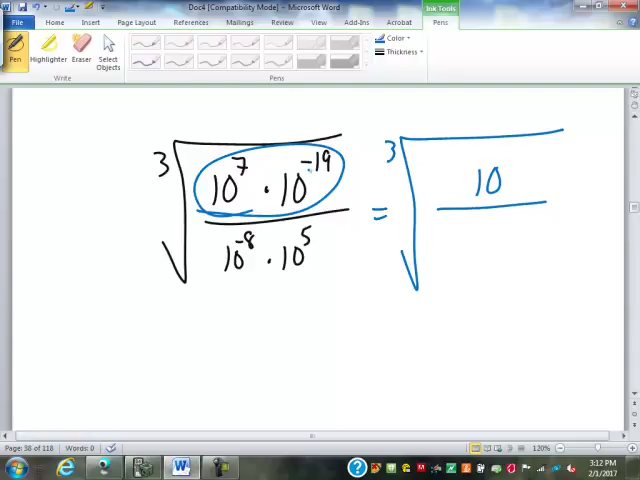 Doc4 [Compatibility Mode] - Microsoft Word
Ink Tools
File Home Insert Page Layout References Mailings Review View Add-Ins Acrobat Pens
Pen Highlighter Eraser Select Objects
Color
Thickness
Write Pens
∛((10^7 · 10^-19)/(10^-8 · 10^5)) = ∛(10/ )
Page: 38 of 118 Words: 0 120%
3:12 PM
2/1/2017